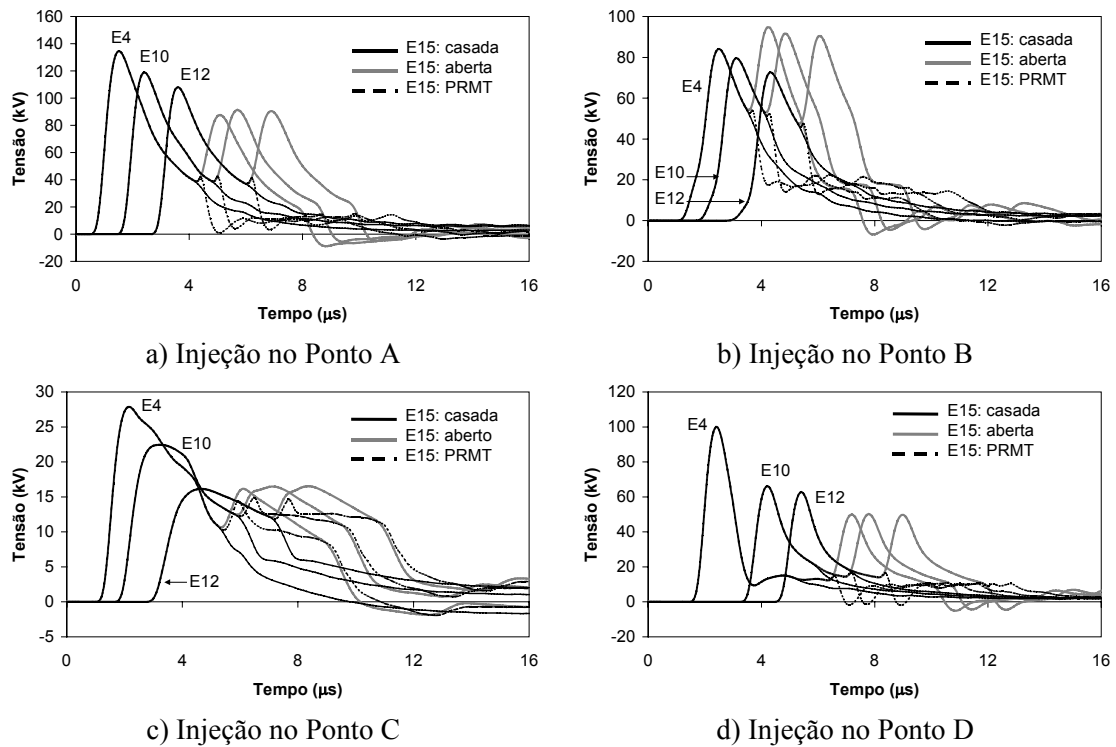 160
140
120
100
80
60
40
20
0
-20
Tensão (kV)
E4
E10
E12
E15: casada
E15: aberta
E15: PRMT
0 4 8 12 16
Tempo (μs)
a) Injeção no Ponto A
100
80
60
40
20
0
-20
Tensão (kV)
E4
E10
E12
E15: casada
E15: aberta
E15: PRMT
0 4 8 12 16
Tempo (μs)
b) Injeção no Ponto B
30
25
20
15
10
5
0
-5
Tensão (kV)
E4
E10
E12
E15: casada
E15: aberto
E15: PRMT
0 4 8 12 16
Tempo (μs)
c) Injeção no Ponto C
120
100
80
60
40
20
0
-20
Tensão (kV)
E4
E10
E12
E15: casada
E15: aberta
E15: PRMT
0 4 8 12 16
Tempo (μs)
d) Injeção no Ponto D